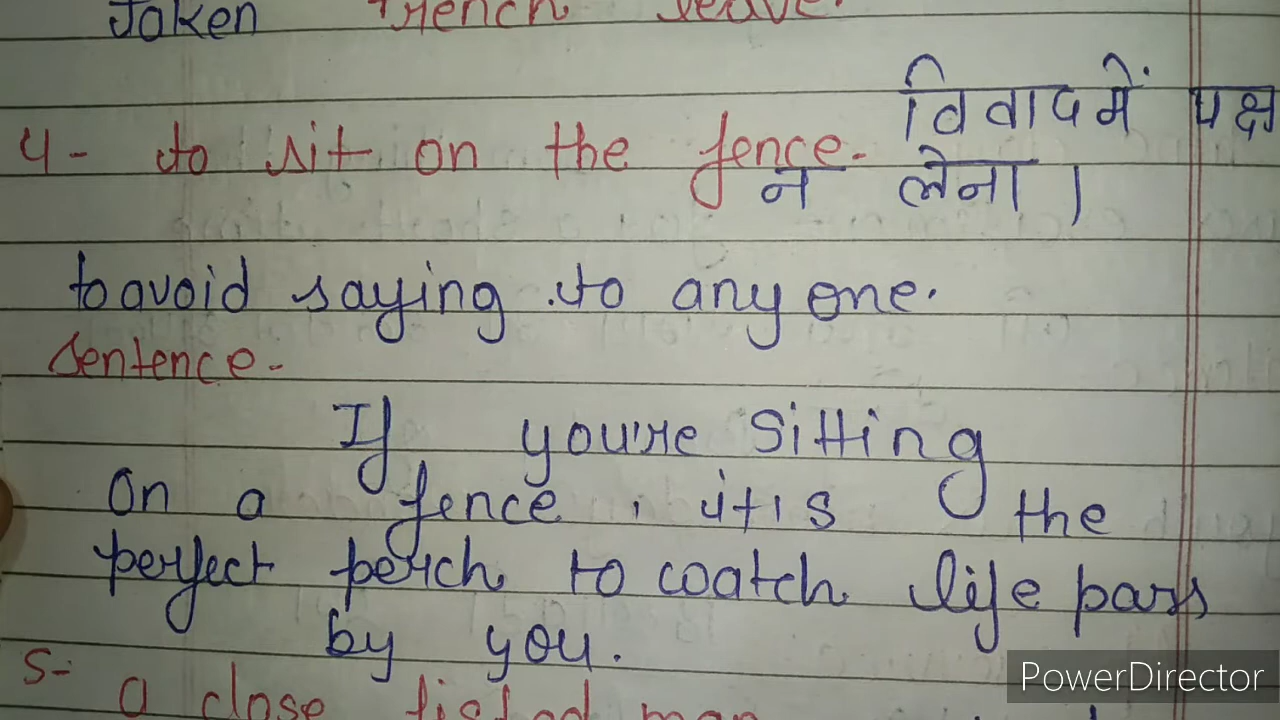 Taken French leave.
4- to sit on the fence- विवाद में पक्ष
न लेना।
to avoid saying to any one.
Sentence-
If you're Sitting
on a fence, it is the
perfect perch to watch life pass
by you.
5- a close fisted man
PowerDirector